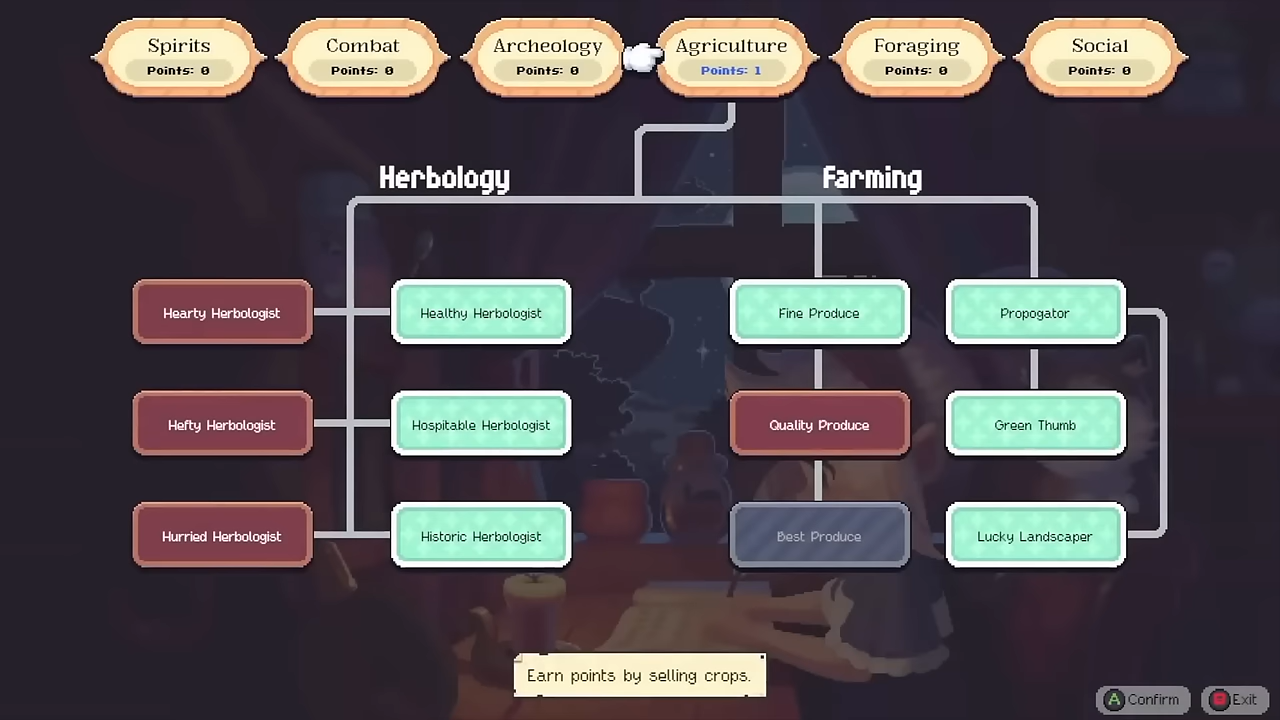 Spirits
Points: 0
Combat
Points: 0
Archeology
Points: 0
Agriculture
Points: 1
Foraging
Points: 0
Social
Points: 0
Herbology
Farming
Hearty Herbologist
Healthy Herbologist
Fine Produce
Propogator
Hefty Herbologist
Hospitable Herbologist
Quality Produce
Green Thumb
Hurried Herbologist
Historic Herbologist
Best Produce
Lucky Landscaper
Earn points by selling crops.
A Confirm
Exit